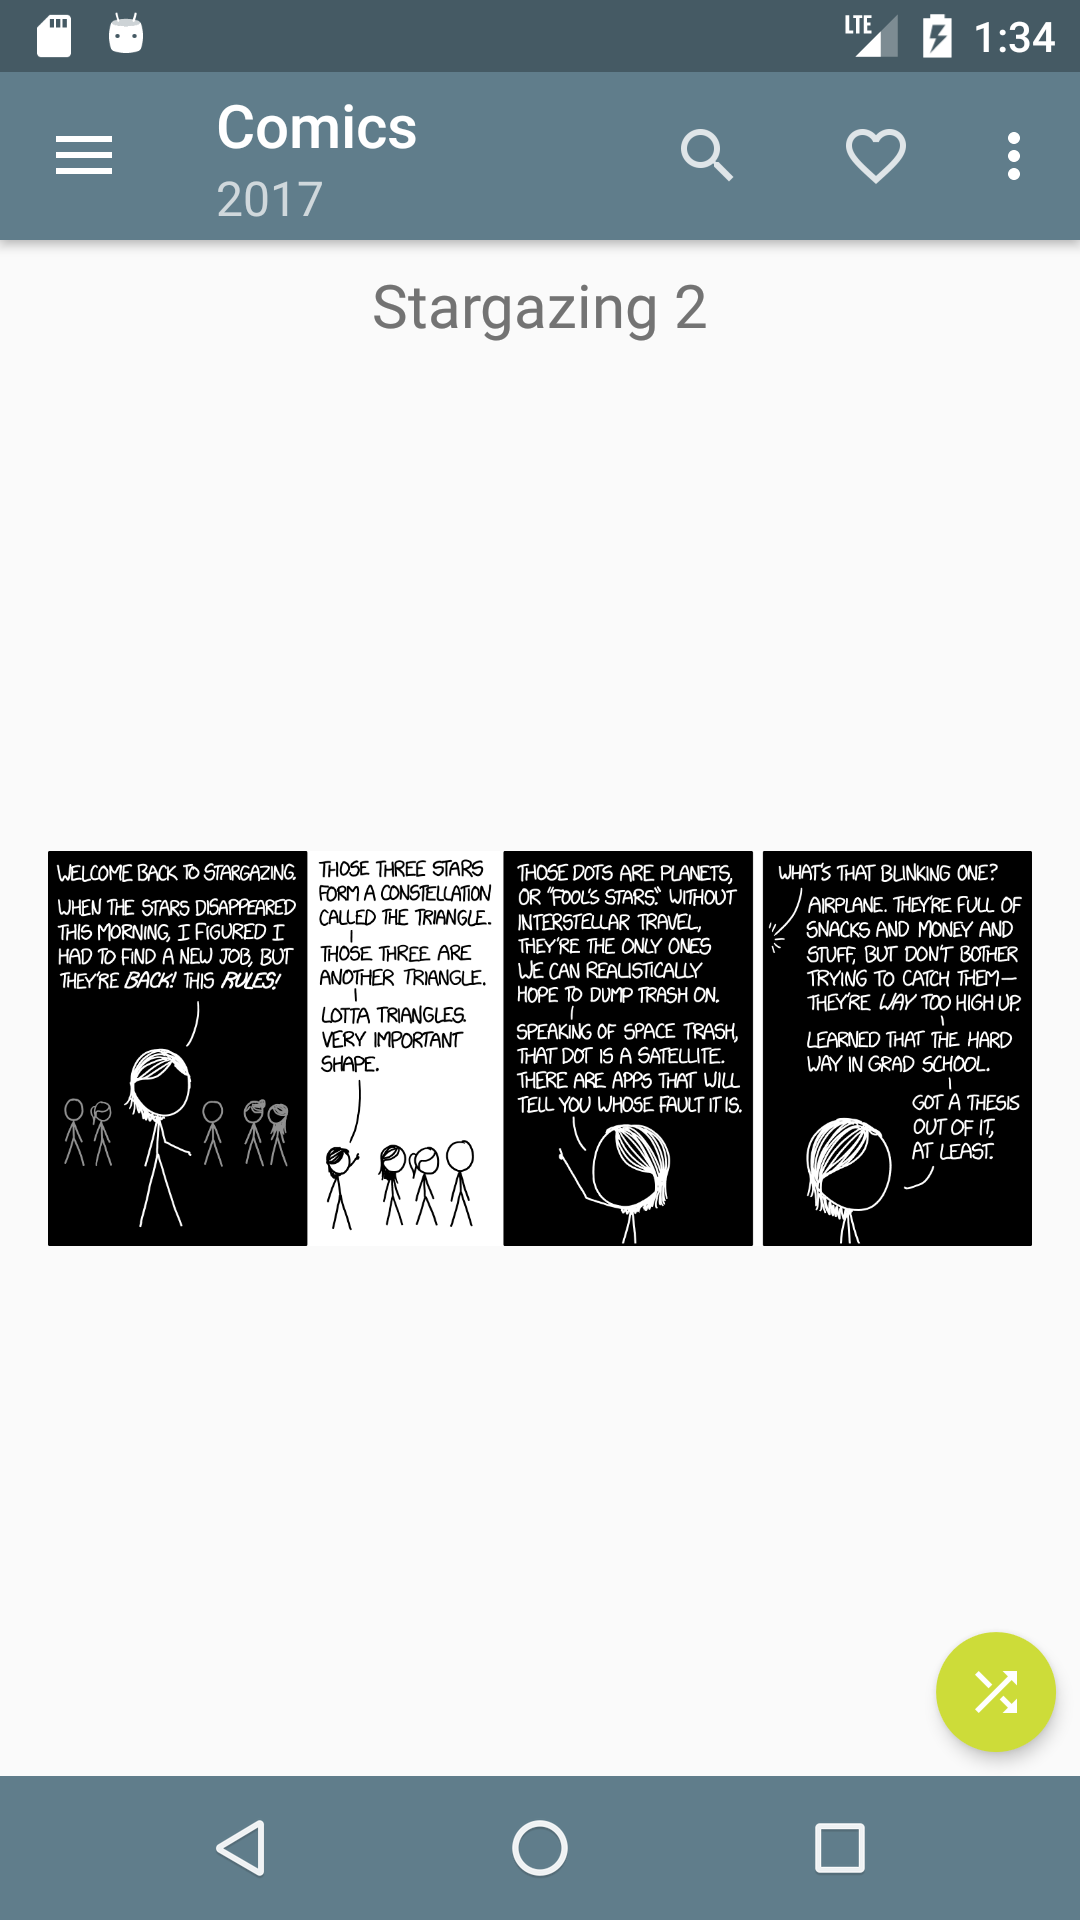 LTE
1:34
Comics
2017
Stargazing 2
WELCOME BACK TO STARGAZING.
WHEN THE STARS DISAPPEARED
THIS MORNING, I FIGURED I
HAD TO FIND A NEW JOB, BUT
THEY'RE BACK! THIS RULES!
THOSE THREE STARS
FORM A CONSTELLATION
CALLED THE TRIANGLE.
THOSE THREE ARE
ANOTHER TRIANGLE.
LOTTA TRIANGLES.
VERY IMPORTANT
SHAPE.
THOSE DOTS ARE PLANETS,
OR "FOOL'S STARS." WITHOUT
INTERSTELLAR TRAVEL,
THEY'RE THE ONLY ONES
WE CAN REALISTICALLY
HOPE TO DUMP TRASH ON.
SPEAKING OF SPACE TRASH,
THAT DOT IS A SATELLITE.
THERE ARE APPS THAT WILL
TELL YOU WHOSE FAULT IT IS.
WHAT'S THAT BLINKING ONE?
AIRPLANE. THEY'RE FULL OF
SNACKS AND MONEY AND
STUFF, BUT DON'T BOTHER
TRYING TO CATCH THEM—
THEY'RE WAY TOO HIGH UP.
LEARNED THAT THE HARD
WAY IN GRAD SCHOOL.
GOT A THESIS
OUT OF IT,
AT LEAST.